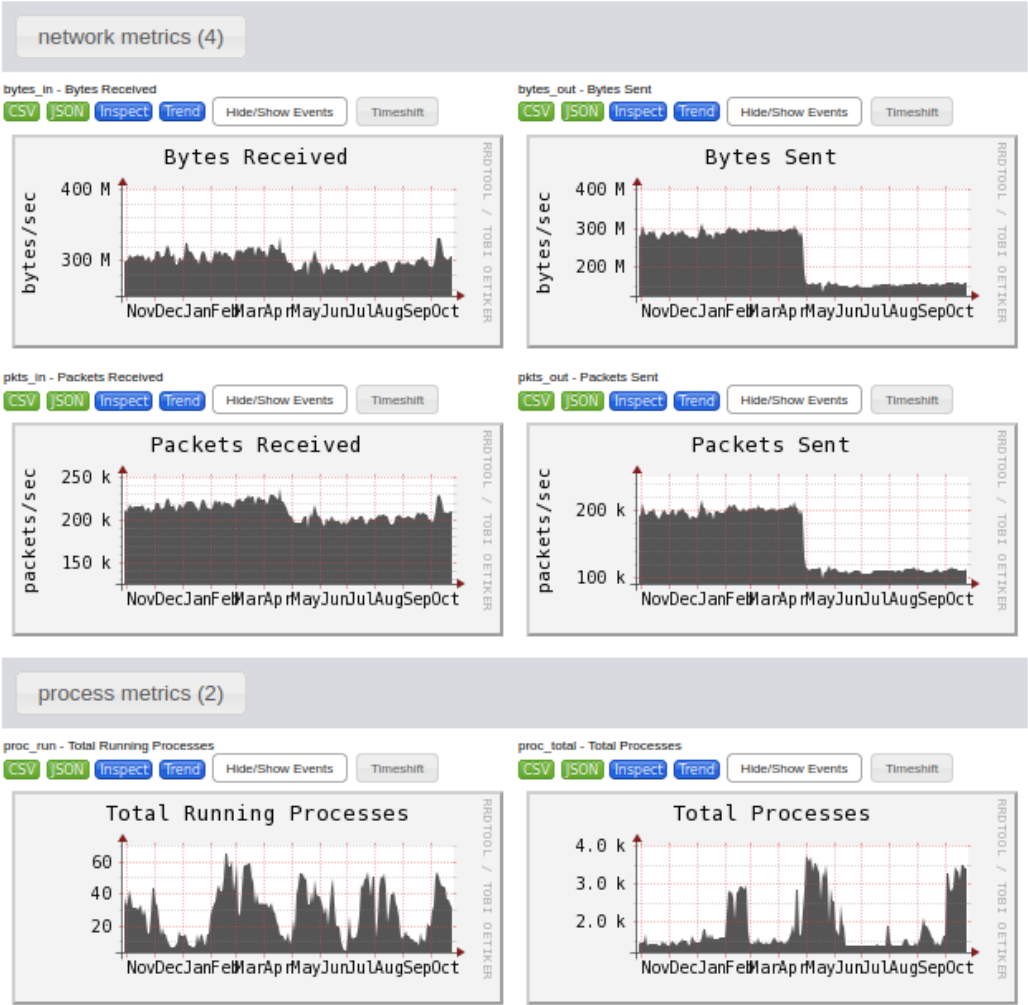 network metrics (4)
bytes_in - Bytes Received
CSV JSON Inspect Trend Hide/Show Events Timeshift
Bytes Received
400 M
300 M
bytes/sec
NovDecJanFebMarAprMayJunJulAugSepOct
RRDTOOL / TOBI OETIKER
bytes_out - Bytes Sent
CSV JSON Inspect Trend Hide/Show Events Timeshift
Bytes Sent
400 M
300 M
200 M
bytes/sec
NovDecJanFebMarAprMayJunJulAugSepOct
RRDTOOL / TOBI OETIKER
pkts_in - Packets Received
CSV JSON Inspect Trend Hide/Show Events Timeshift
Packets Received
250 k
200 k
150 k
packets/sec
NovDecJanFebMarAprMayJunJulAugSepOct
RRDTOOL / TOBI OETIKER
pkts_out - Packets Sent
CSV JSON Inspect Trend Hide/Show Events Timeshift
Packets Sent
200 k
100 k
packets/sec
NovDecJanFebMarAprMayJunJulAugSepOct
RRDTOOL / TOBI OETIKER
process metrics (2)
proc_run - Total Running Processes
CSV JSON Inspect Trend Hide/Show Events Timeshift
Total Running Processes
60
40
20
NovDecJanFebMarAprMayJunJulAugSepOct
RRDTOOL / TOBI OETIKER
proc_total - Total Processes
CSV JSON Inspect Trend Hide/Show Events Timeshift
Total Processes
4.0 k
3.0 k
2.0 k
NovDecJanFebMarAprMayJunJulAugSepOct
RRDTOOL / TOBI OETIKER